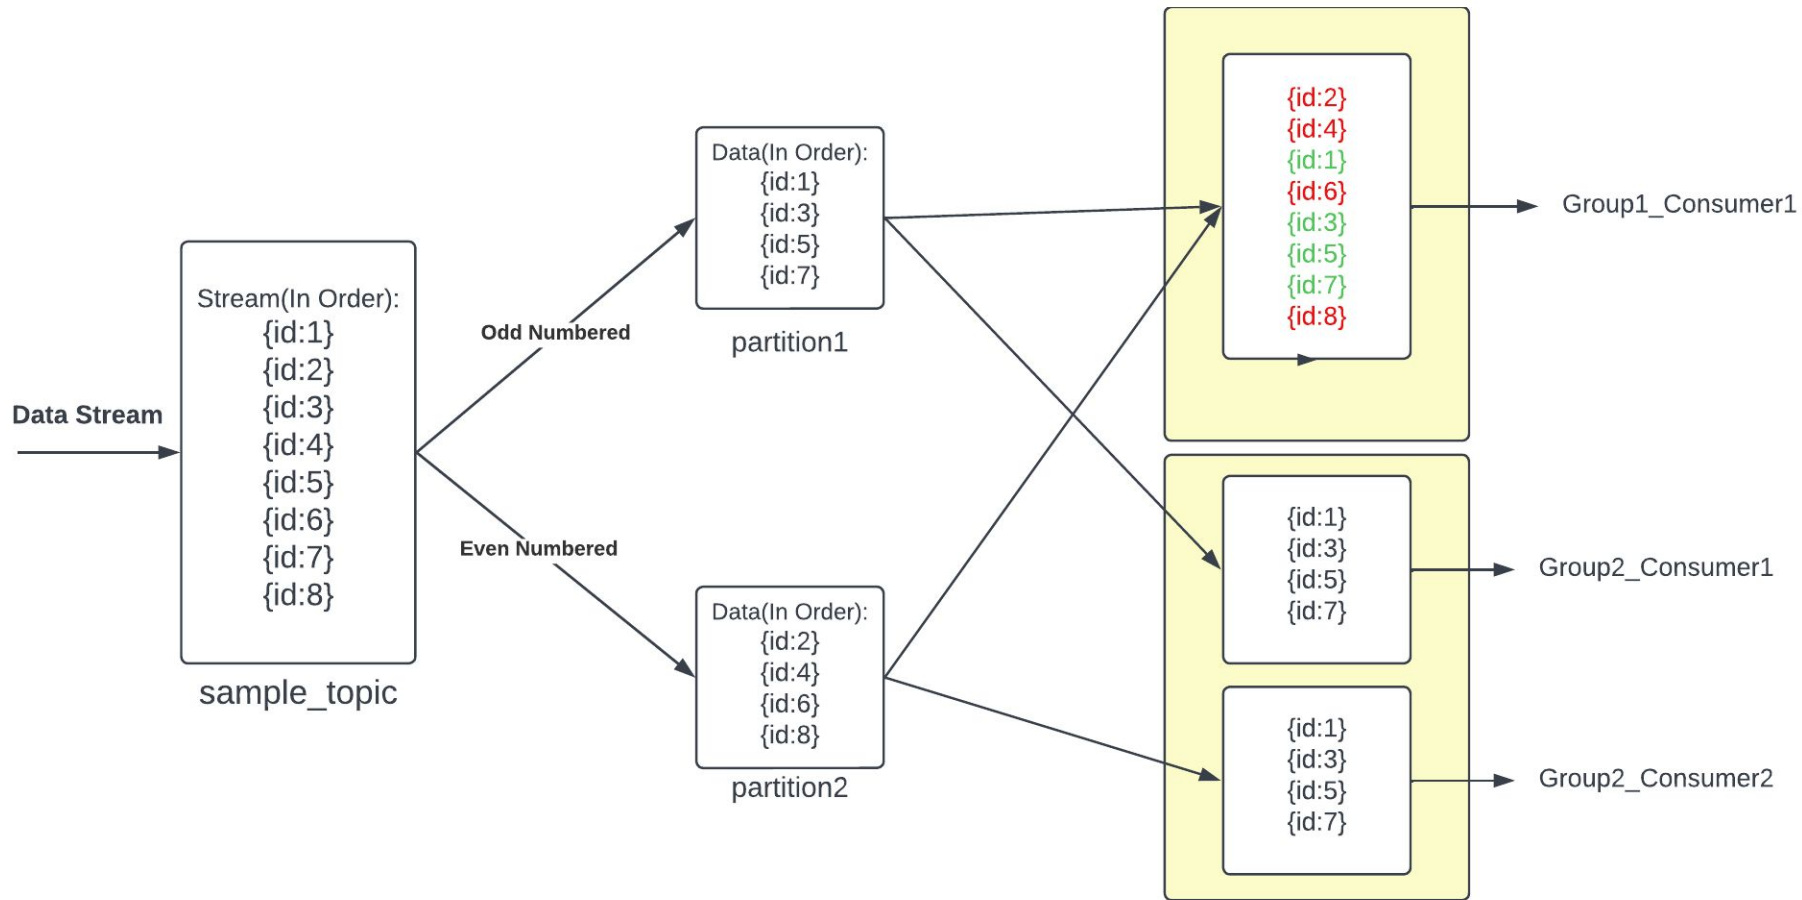 Data Stream
Stream(In Order):
{id:1}
{id:2}
{id:3}
{id:4}
{id:5}
{id:6}
{id:7}
{id:8}
sample_topic
Odd Numbered
Even Numbered
Data(In Order):
{id:1}
{id:3}
{id:5}
{id:7}
partition1
Data(In Order):
{id:2}
{id:4}
{id:6}
{id:8}
partition2
{id:2}
{id:4}
{id:1}
{id:6}
{id:3}
{id:5}
{id:7}
{id:8}
Group1_Consumer1
{id:1}
{id:3}
{id:5}
{id:7}
Group2_Consumer1
{id:1}
{id:3}
{id:5}
{id:7}
Group2_Consumer2